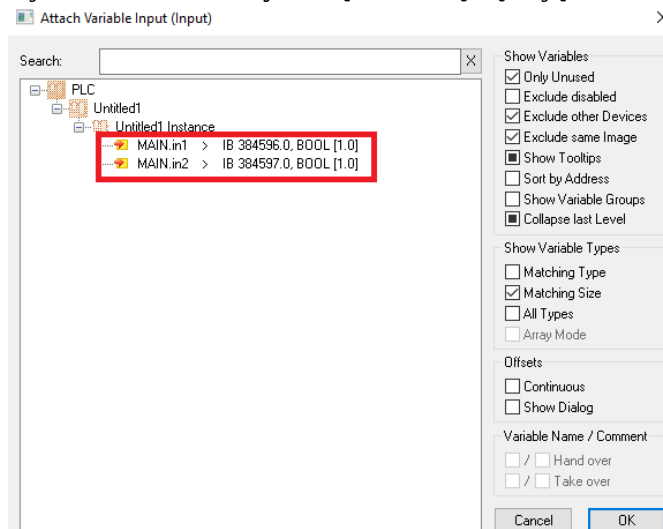 Attach Variable Input (Input)
Search:
X
PLC
Untitled1
Untitled1 Instance
MAIN.in1 > IB 384596.0, BOOL [1.0]
MAIN.in2 > IB 384597.0, BOOL [1.0]
Show Variables
Only Unused
Exclude disabled
Exclude other Devices
Exclude same Image
Show Tooltips
Sort by Address
Show Variable Groups
Collapse last Level
Show Variable Types
Matching Type
Matching Size
All Types
Array Mode
Offsets
Continuous
Show Dialog
Variable Name / Comment
/ Hand over
/ Take over
Cancel
OK